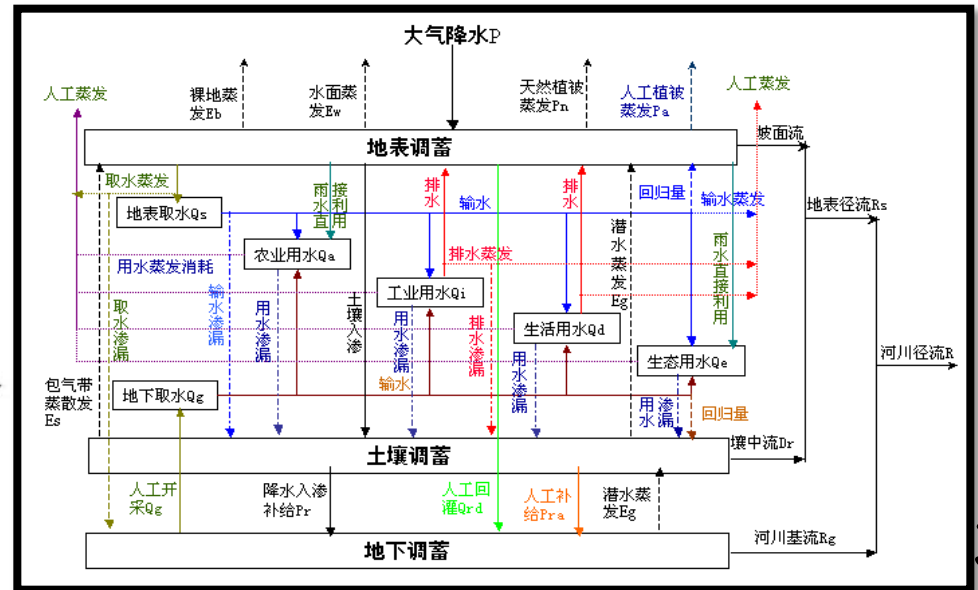 大气降水P
人工蒸发
裸地蒸
发Eb
水面蒸
发Ew
天然植被
蒸发Pn
人工植被
蒸发Pa
人工蒸发
地表调蓄
坡面流
取水蒸发
雨水直
接利用
排水
排水
回归量
输水蒸发
地表取水Qs
输水
地表径流Rs
农业用水Qa
排水蒸发
潜水蒸发Eg
雨水直接利用
用水蒸发消耗
工业用水Qi
取水渗漏
输水渗漏
用水渗漏
土壤入渗
用水渗漏
排水渗漏
生活用水Qd
用水渗漏
生态用水Qe
河川径流R
包气带
蒸散发
Es
地下取水Qg
输水
用水
渗漏
回归量
土壤调蓄
壤中流Dr
人工开
采Qg
降水入渗
补给Pr
人工回
灌Qrd
人工补
给Pra
潜水蒸
发Eg
地下调蓄
河川基流Rg